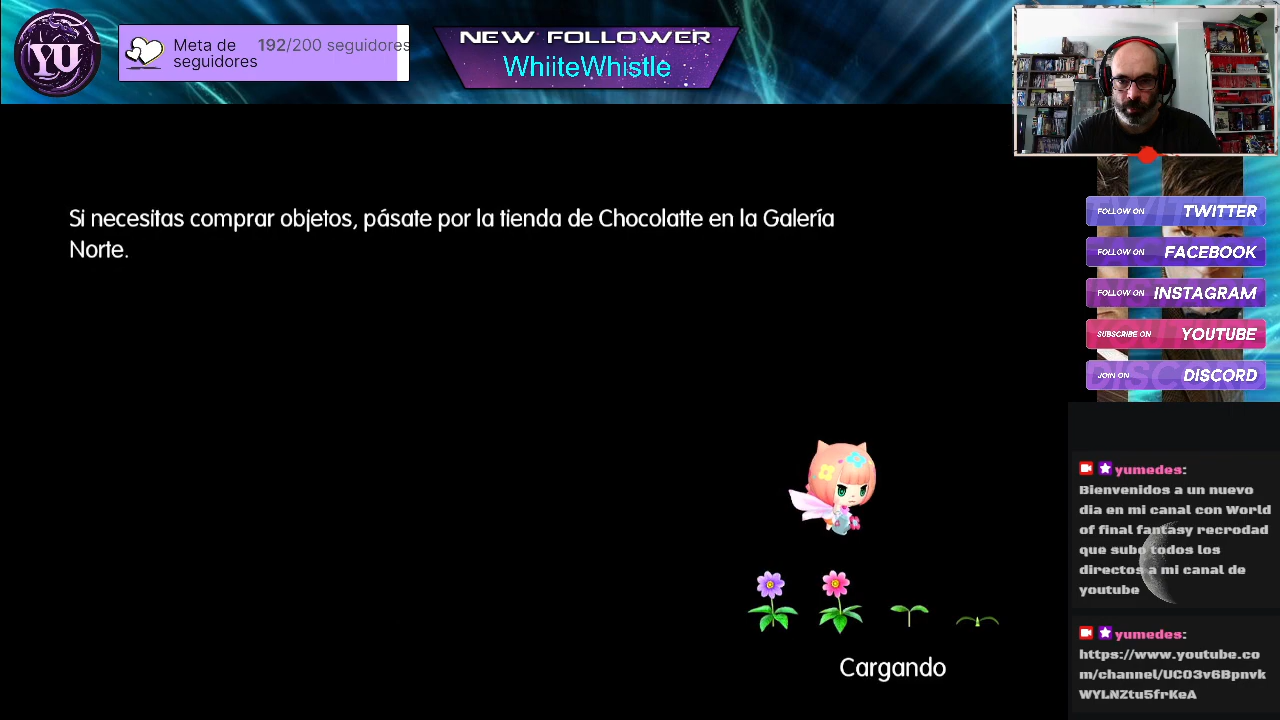 YU
Meta de
seguidores
192/200 seguidores
NEW FOLLOWER
WhiiteWhistle
Si necesitas comprar objetos, pásate por la tienda de Chocolatte en la Galería
Norte.
FOLLOW ON TWITTER
FOLLOW ON FACEBOOK
FOLLOW ON INSTAGRAM
SUBSCRIBE ON YOUTUBE
JOIN ON DISCORD
yumedes:
Bienvenidos a un nuevo
dia en mi canal con World
of final fantasy recrodad
que subo todos los
directos a mi canal de
youtube
yumedes:
https://www.youtube.co
m/channel/UC03v6Bpnvk
WYLNZtu5frKeA
Cargando